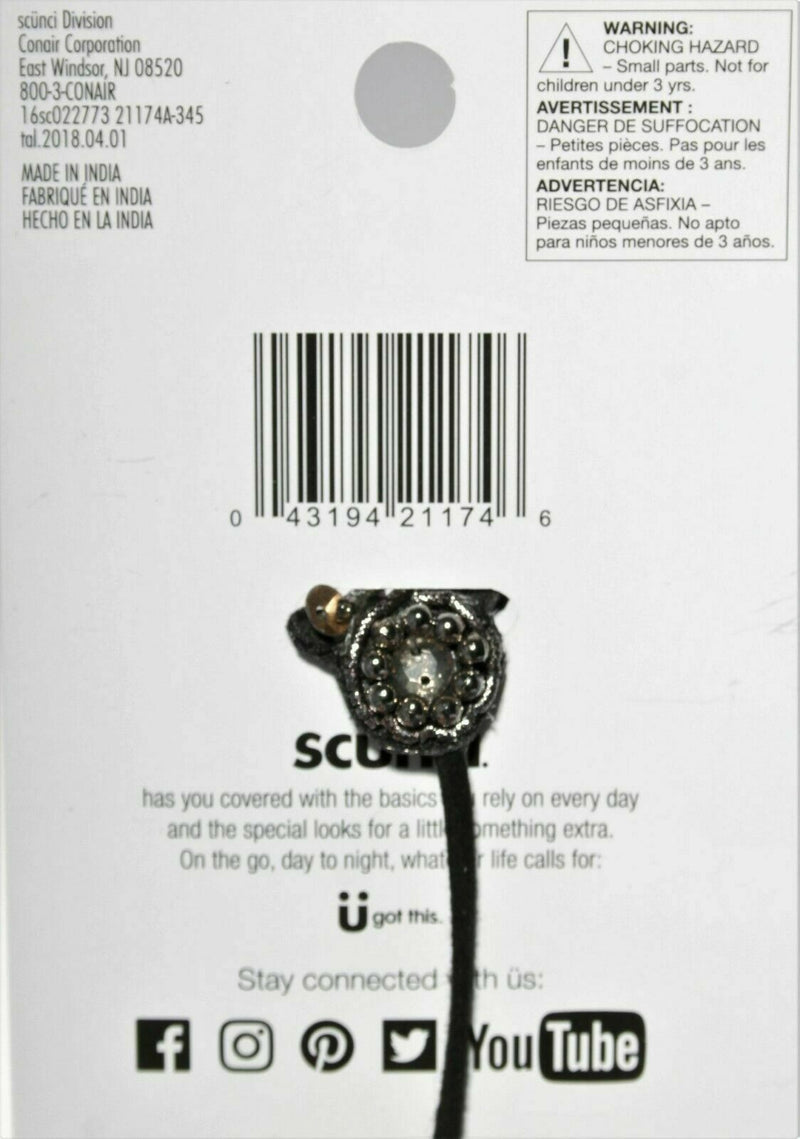 scünci Division
Conair Corporation
East Windsor, NJ 08520
800-3-CONAIR
16sc022773 21174A-345
tal.2018.04.01
MADE IN INDIA
FABRIQUÉ EN INDIA
HECHO EN LA INDIA
WARNING:
CHOKING HAZARD
– Small parts. Not for
children under 3 yrs.
AVERTISSEMENT :
DANGER DE SUFFOCATION
– Petites pièces. Pas pour les
enfants de moins de 3 ans.
ADVERTENCIA:
RIESGO DE ASFIXIA –
Piezas pequeñas. No apto
para niños menores de 3 años.
0 43194 21174 6
has you covered with the basics rely on every day
and the special looks for a
extra.
On the go, day to night, life calls for:
Ü got this.
Stay connected üs:
You Tube